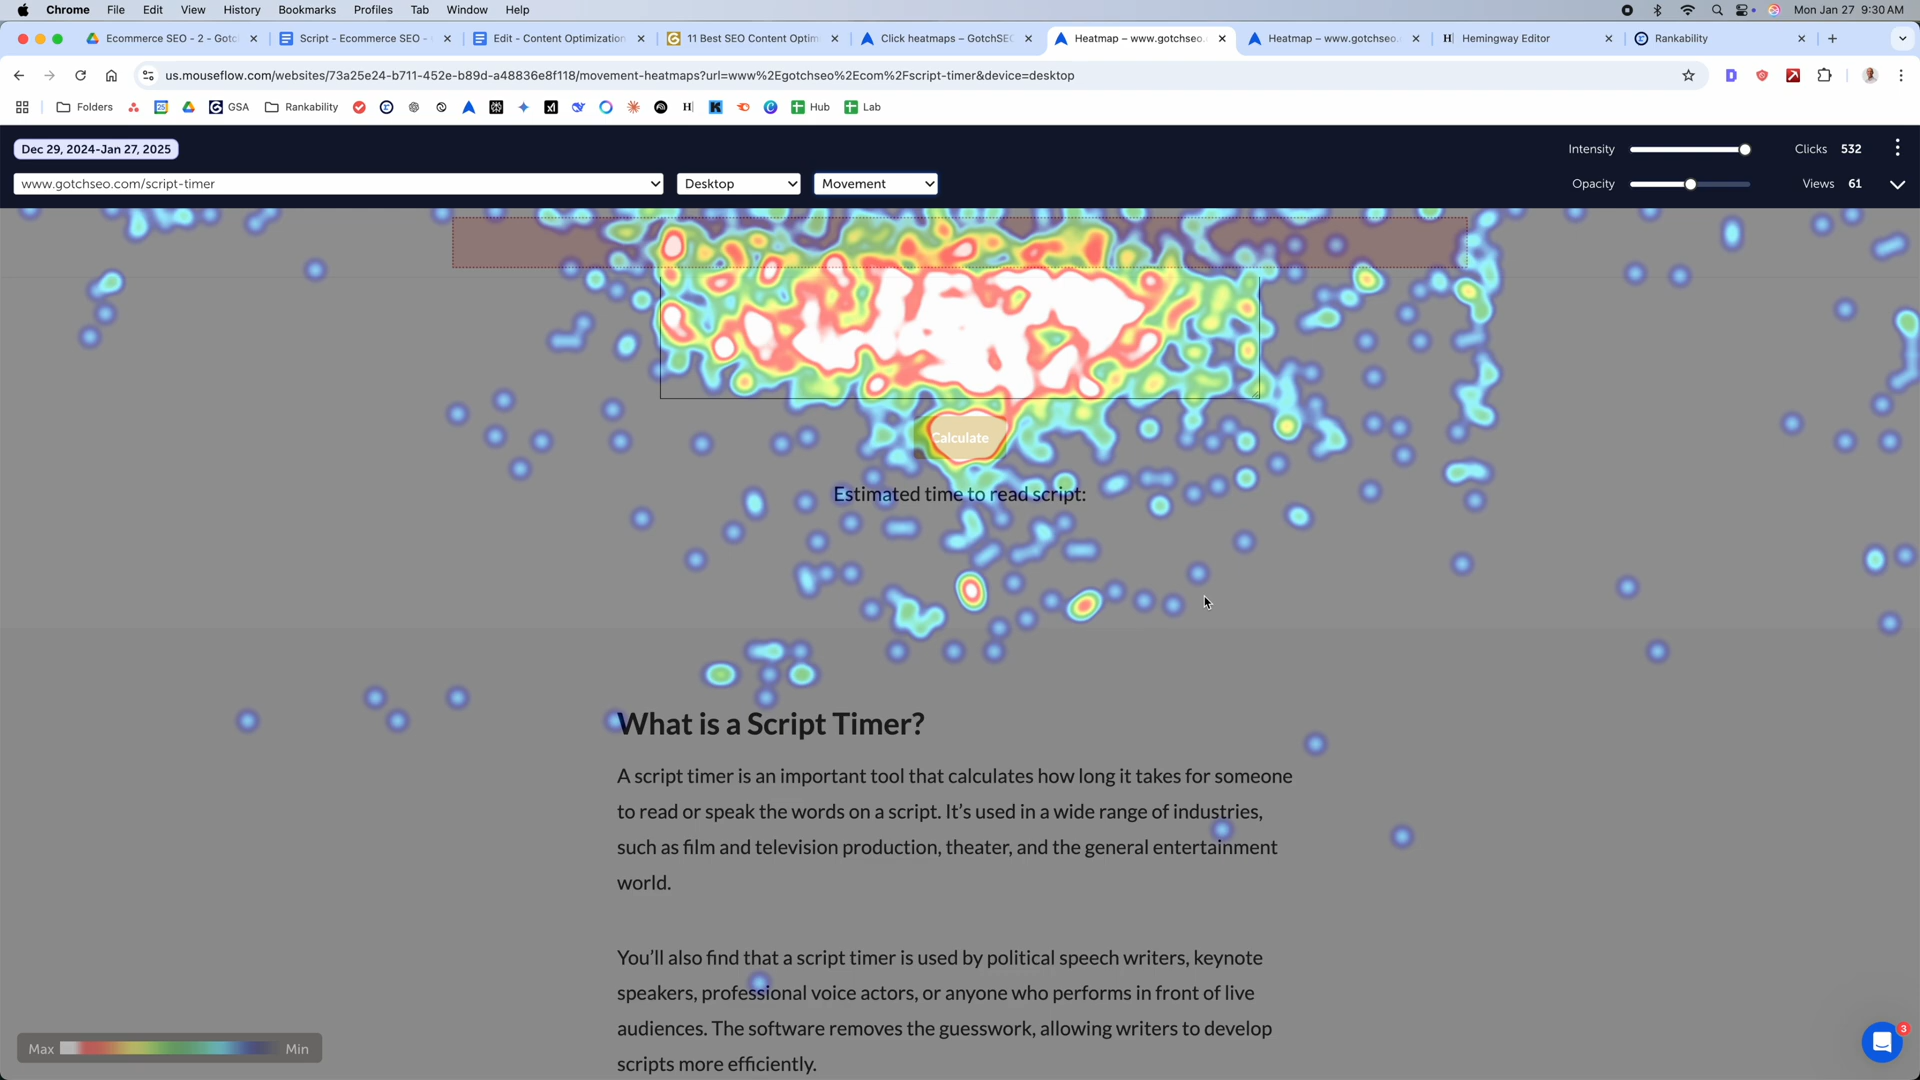 Chrome File Edit View History Bookmarks Profiles Tab Window Help Mon Jan 27 9:30 AM
Ecommerce SEO - 2 - Gotc Script - Ecommerce SEO - Edit - Content Optimization 11 Best SEO Content Optim Click heatmaps – GotchSEO Heatmap – www.gotchseo. Heatmap – www.gotchseo. Hemingway Editor Rankability
us.mouseflow.com/websites/73a25e24-b711-452e-b89d-a48836e8f118/movement-heatmaps?url=www%2Egotchseo%2Ecom%2Fscript-timer&device=desktop
Folders GSA Rankability Hub Lab
Dec 29, 2024-Jan 27, 2025 Intensity Clicks 532
www.gotchseo.com/script-timer Desktop Movement Opacity Views 61
Calculate
Estimated time to read script:
What is a Script Timer?
A script timer is an important tool that calculates how long it takes for someone
to read or speak the words on a script. It’s used in a wide range of industries,
such as film and television production, theater, and the general entertainment
world.
You’ll also find that a script timer is used by political speech writers, keynote
speakers, professional voice actors, or anyone who performs in front of live
audiences. The software removes the guesswork, allowing writers to develop
scripts more efficiently.
Max Min
3